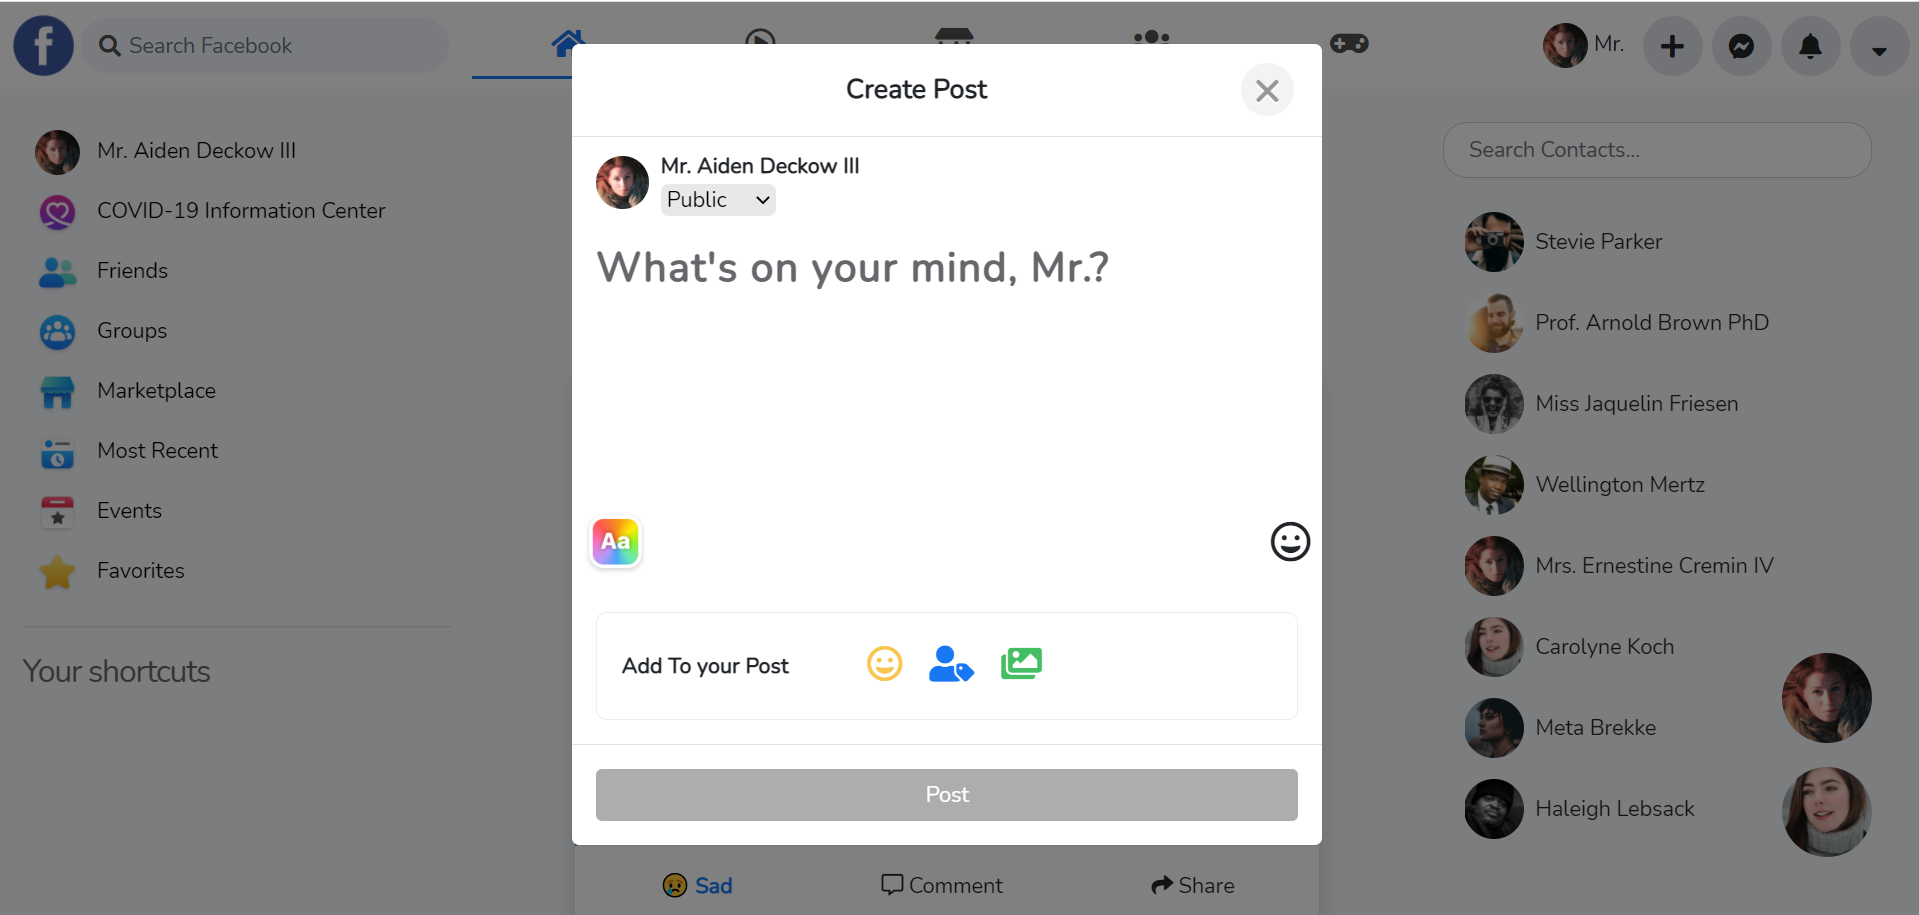 f
Search Facebook
Mr.
Mr. Aiden Deckow III
COVID-19 Information Center
Friends
Groups
Marketplace
Most Recent
Events
Favorites
Your shortcuts
Create Post
Mr. Aiden Deckow III
Public
What's on your mind, Mr.?
Aa
Add To your Post
Post
Sad
Comment
Share
Search Contacts...
Stevie Parker
Prof. Arnold Brown PhD
Miss Jaquelin Friesen
Wellington Mertz
Mrs. Ernestine Cremin IV
Carolyne Koch
Meta Brekke
Haleigh Lebsack